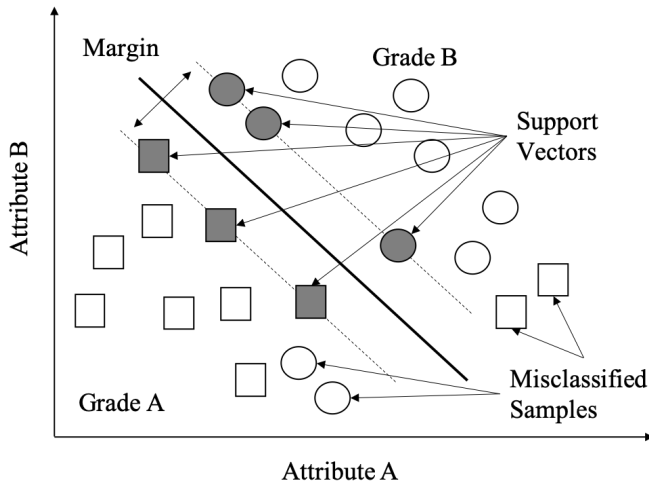 Margin
Grade B
Support
Vectors
Attribute B
Misclassified
Samples
Grade A
Attribute A